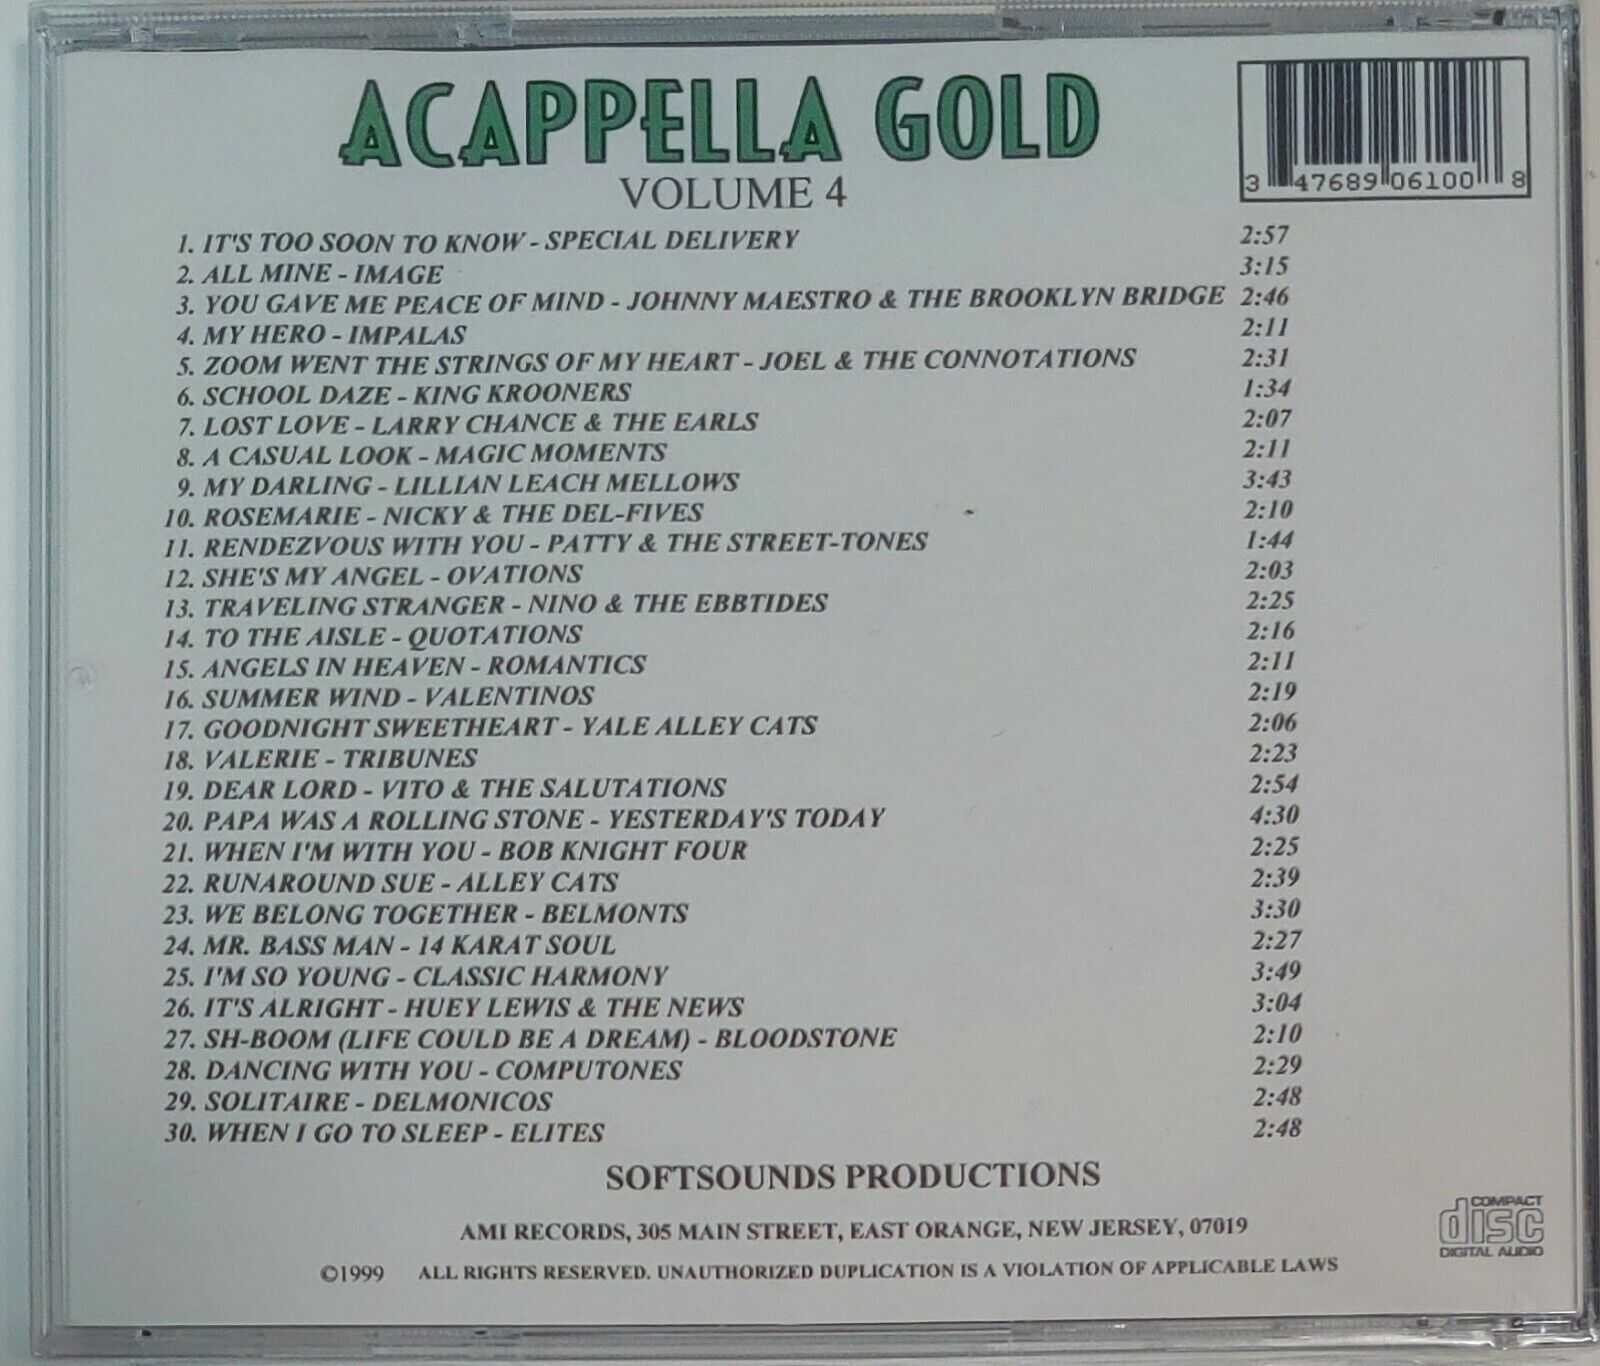 ACAPPELLA GOLD
VOLUME 4
3 47689 06100 8
1. IT'S TOO SOON TO KNOW - SPECIAL DELIVERY 2:57
2. ALL MINE - IMAGE 3:15
3. YOU GAVE ME PEACE OF MIND - JOHNNY MAESTRO & THE BROOKLYN BRIDGE 2:46
4. MY HERO - IMPALAS 2:11
5. ZOOM WENT THE STRINGS OF MY HEART - JOEL & THE CONNOTATIONS 2:31
6. SCHOOL DAZE - KING KROONERS 1:34
7. LOST LOVE - LARRY CHANCE & THE EARLS 2:07
8. A CASUAL LOOK - MAGIC MOMENTS 2:11
9. MY DARLING - LILLIAN LEACH MELLOWS 3:43
10. ROSEMARIE - NICKY & THE DEL-FIVES 2:10
11. RENDEZVOUS WITH YOU - PATTY & THE STREET-TONES 1:44
12. SHE'S MY ANGEL - OVATIONS 2:03
13. TRAVELING STRANGER - NINO & THE EBBTIDES 2:25
14. TO THE AISLE - QUOTATIONS 2:16
15. ANGELS IN HEAVEN - ROMANTICS 2:11
16. SUMMER WIND - VALENTINOS 2:19
17. GOODNIGHT SWEETHEART - YALE ALLEY CATS 2:06
18. VALERIE - TRIBUNES 2:23
19. DEAR LORD - VITO & THE SALUTATIONS 2:54
20. PAPA WAS A ROLLING STONE - YESTERDAY'S TODAY 4:30
21. WHEN I'M WITH YOU - BOB KNIGHT FOUR 2:25
22. RUNAROUND SUE - ALLEY CATS 2:39
23. WE BELONG TOGETHER - BELMONTS 3:30
24. MR. BASS MAN - 14 KARAT SOUL 2:27
25. I'M SO YOUNG - CLASSIC HARMONY 3:49
26. IT'S ALRIGHT - HUEY LEWIS & THE NEWS 3:04
27. SH-BOOM (LIFE COULD BE A DREAM) - BLOODSTONE 2:10
28. DANCING WITH YOU - COMPUTONES 2:29
29. SOLITAIRE - DELMONICOS 2:48
30. WHEN I GO TO SLEEP - ELITES 2:48
SOFTSOUNDS PRODUCTIONS
AMI RECORDS, 305 MAIN STREET, EAST ORANGE, NEW JERSEY, 07019
©1999 ALL RIGHTS RESERVED. UNAUTHORIZED DUPLICATION IS A VIOLATION OF APPLICABLE LAWS
COMPACT
disc
DIGITAL AUDIO